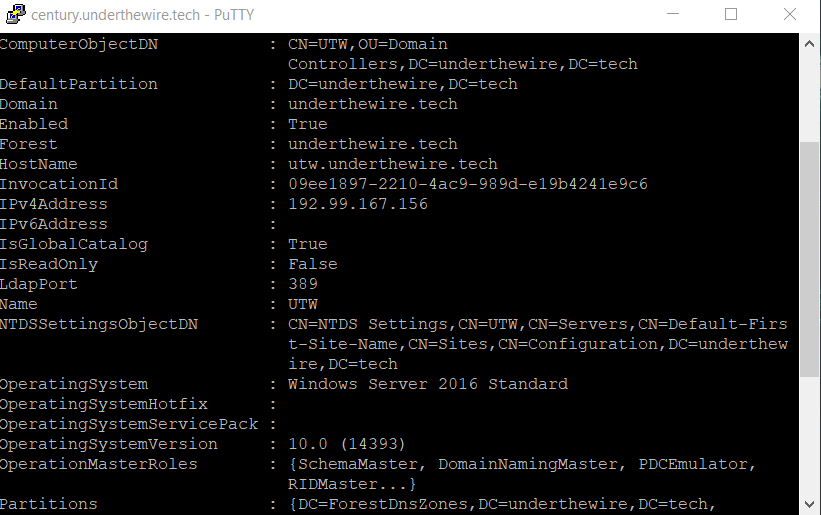 century.underthewire.tech - PuTTY
ComputerObjectDN : CN=UTW,OU=Domain
Controllers,DC=underthewire,DC=tech
DefaultPartition : DC=underthewire,DC=tech
Domain : underthewire.tech
Enabled : True
Forest : underthewire.tech
HostName : utw.underthewire.tech
InvocationId : 09ee1897-2210-4ac9-989d-e19b4241e9c6
IPv4Address : 192.99.167.156
IPv6Address :
IsGlobalCatalog : True
IsReadOnly : False
LdapPort : 389
Name : UTW
NTDSSettingsObjectDN : CN=NTDS Settings,CN=UTW,CN=Servers,CN=Default-Firs
t-Site-Name,CN=Sites,CN=Configuration,DC=underthew
ire,DC=tech
OperatingSystem : Windows Server 2016 Standard
OperatingSystemHotfix :
OperatingSystemServicePack :
OperatingSystemVersion : 10.0 (14393)
OperationMasterRoles : {SchemaMaster, DomainNamingMaster, PDCEmulator,
RIDMaster...}
Partitions : {DC=ForestDnsZones,DC=underthewire,DC=tech,